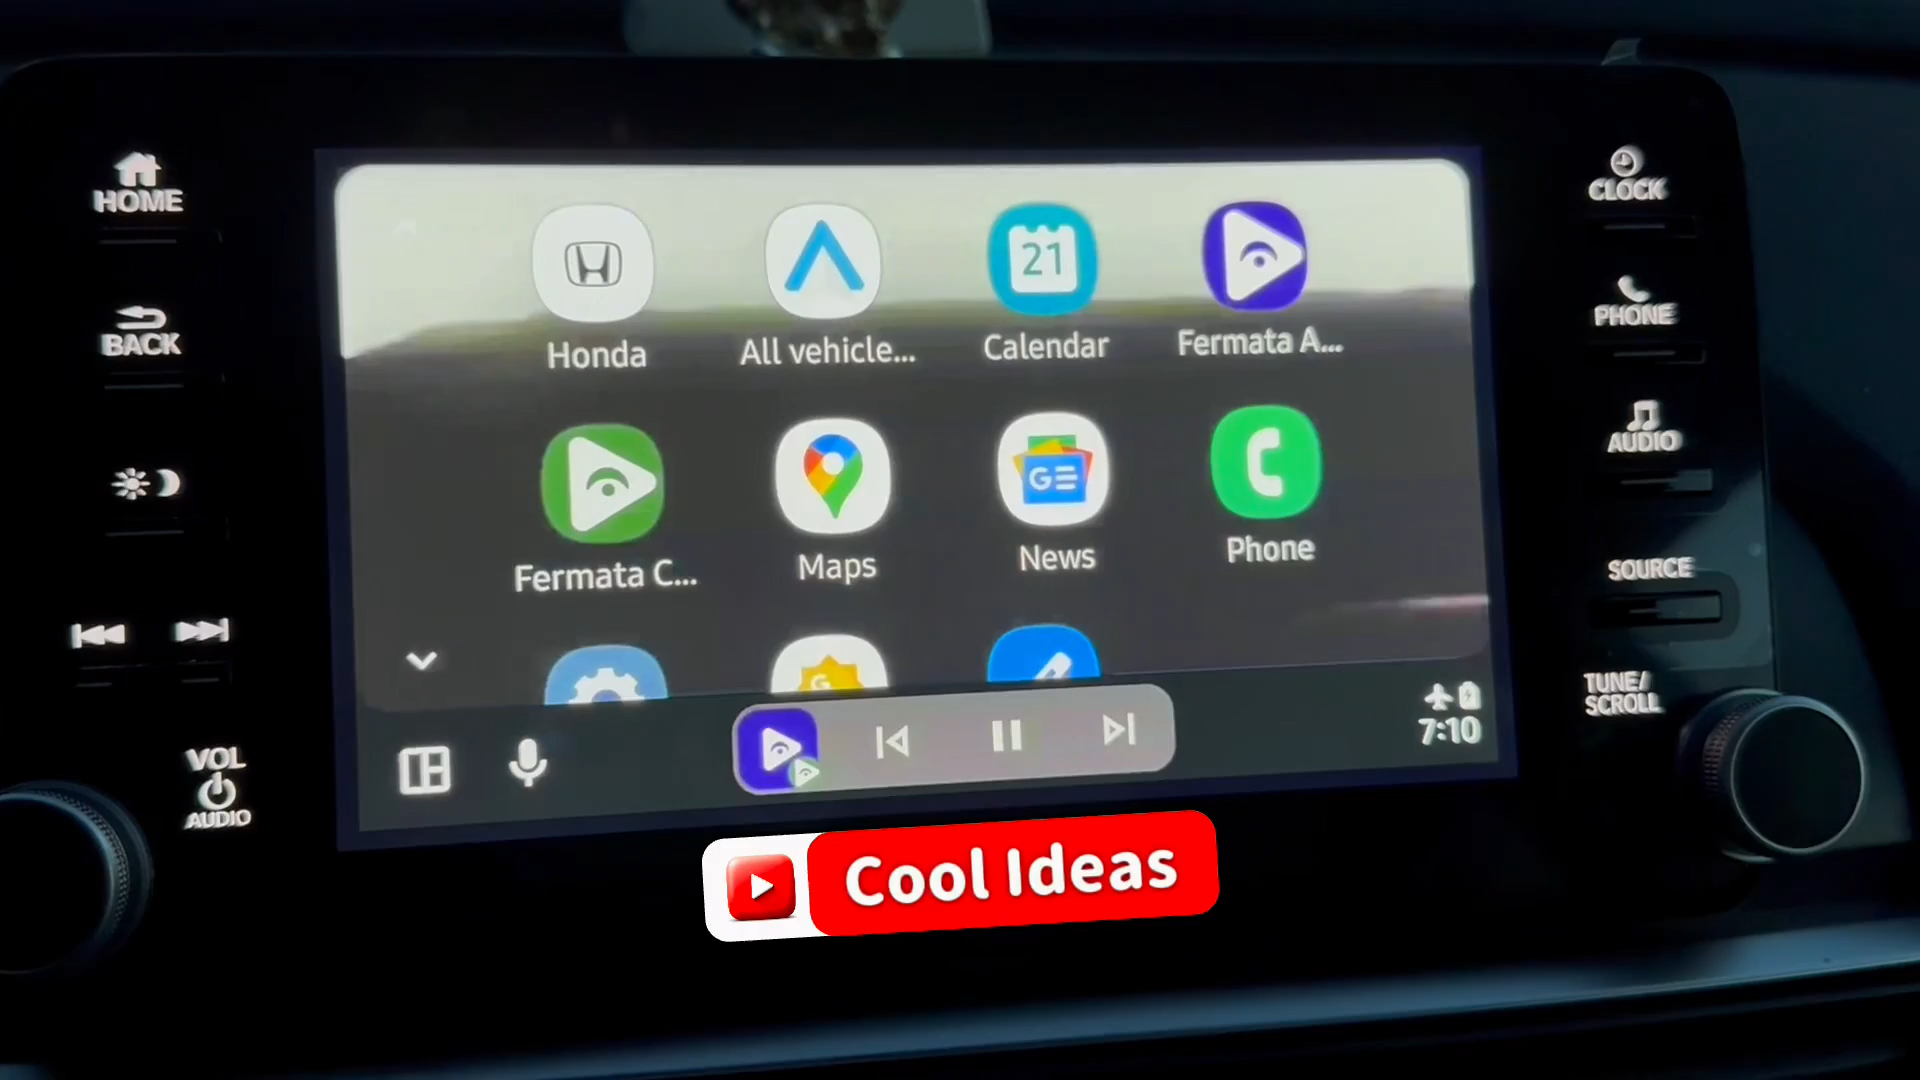 HOME
BACK
VOL
AUDIO
Honda
All vehicle...
21
Calendar
Fermata A...
Fermata C...
Maps
G
News
Phone
G
7:10
CLOCK
PHONE
AUDIO
SOURCE
TUNE/
SCROLL
Cool Ideas